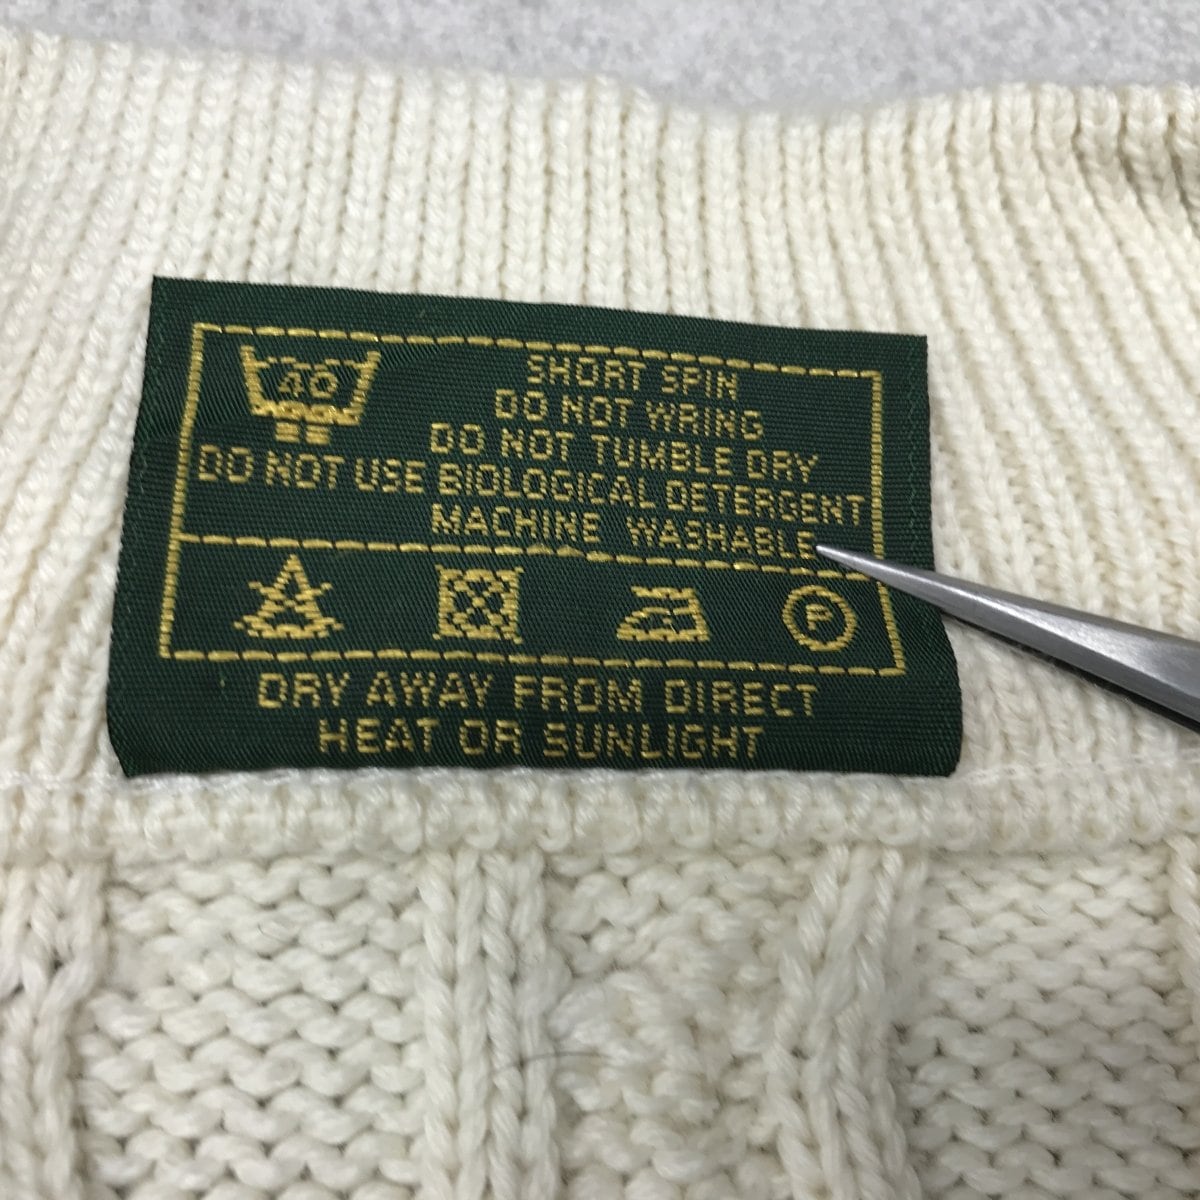 40
SHORT SPIN
DO NOT WRING
DO NOT TUMBLE DRY
DO NOT USE BIOLOGICAL DETERGENT
MACHINE WASHABLE
P
DRY AWAY FROM DIRECT
HEAT OR SUNLIGHT